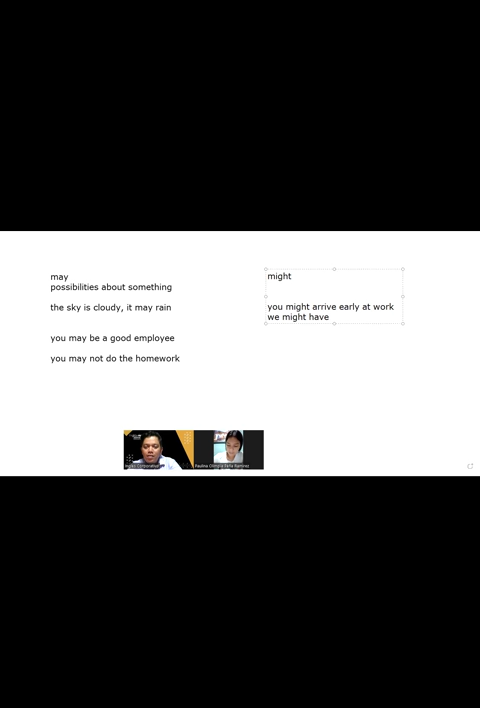 may
possibilities about something
the sky is cloudy, it may rain
you may be a good employee
you may not do the homework
might
you might arrive early at work
we might have